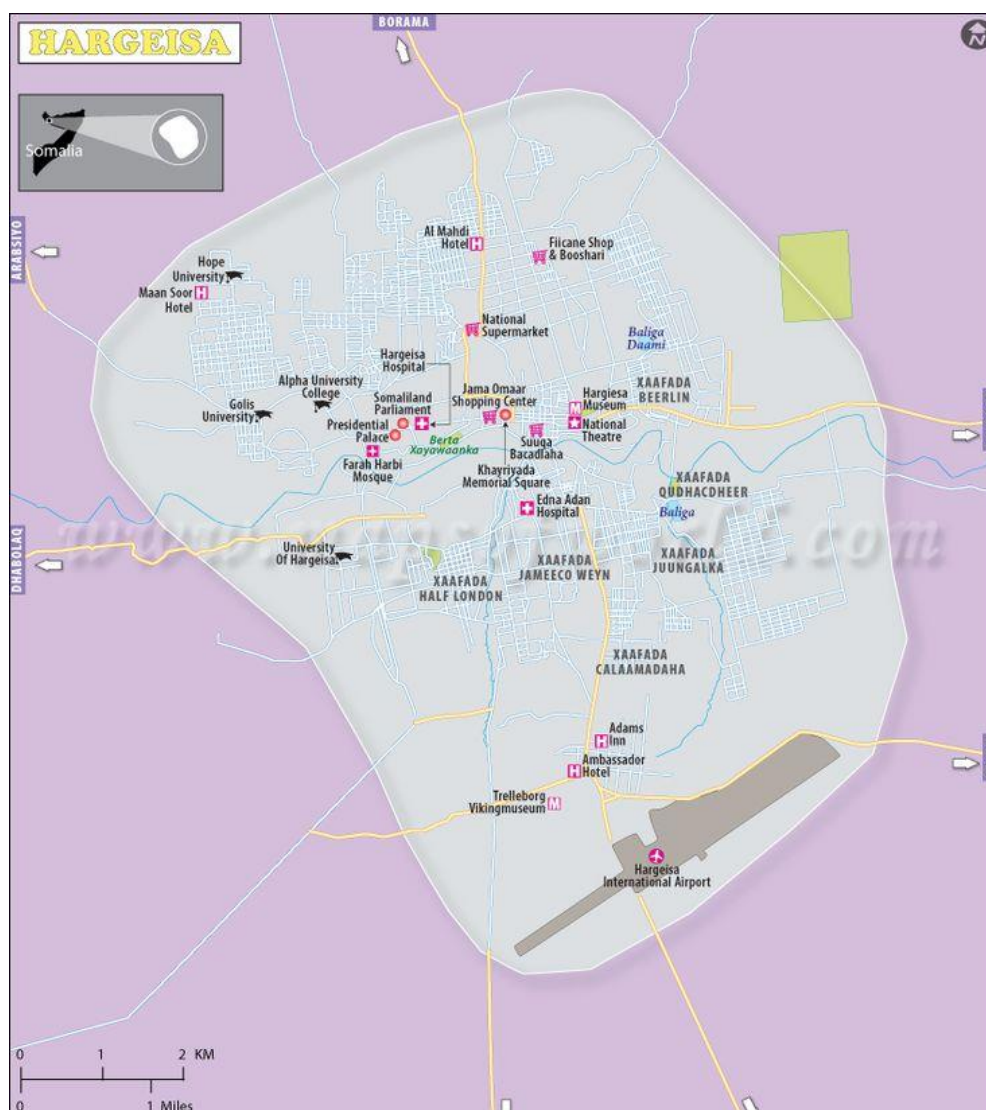 BORAMA
HARGEISA
N
Somalia
ARABSIYO
Al Mahdi
Hotel
Fiicane Shop
& Booshari
Hope
University
Maan Soor
Hotel
National
Supermarket
Baliga
Daami
Hargeisa
Hospital
Alpha University
College
Somaliland
Parliament
Jama Omaar
Shopping Center
Hargiesa
Museum
XAAFADA
BEERLIN
Golis
University
Presidential
Palace
Berta
Xayawaanka
National
Theatre
Suuqa
Bacadlaha
Farah Harbi
Mosque
Khayriyada
Memorial Square
XAAFADA
QUDHACDHEER
Edna Adan
Hospital
Baliga
DHABOLAQ
University
Of Hargeisa
XAAFADA
HALF LONDON
XAAFADA
JAMEECO WEYN
XAAFADA
JUUNGALKA
XAAFADA
CALAAMADAHA
Adams
Inn
Ambassador
Hotel
Trelleborg
Vikingmuseum
Hargeisa
International Airport
0 1 2 KM
0 1 Miles